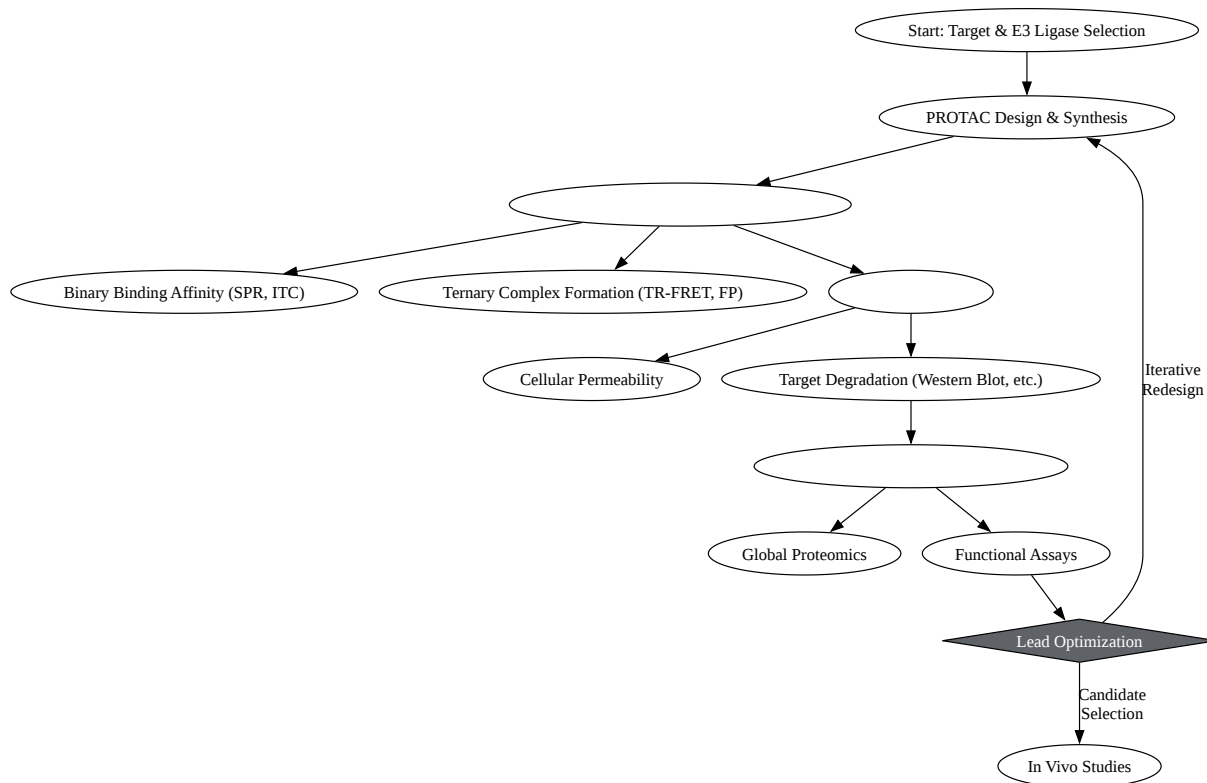 Start: Target & E3 Ligase Selection
PROTAC Design & Synthesis
Binary Binding Affinity (SPR, ITC)
Ternary Complex Formation (TR-FRET, FP)
Cellular Permeability
Target Degradation (Western Blot, etc.)
Iterative
Redesign
Global Proteomics
Functional Assays
Lead Optimization
Candidate
Selection
In Vivo Studies